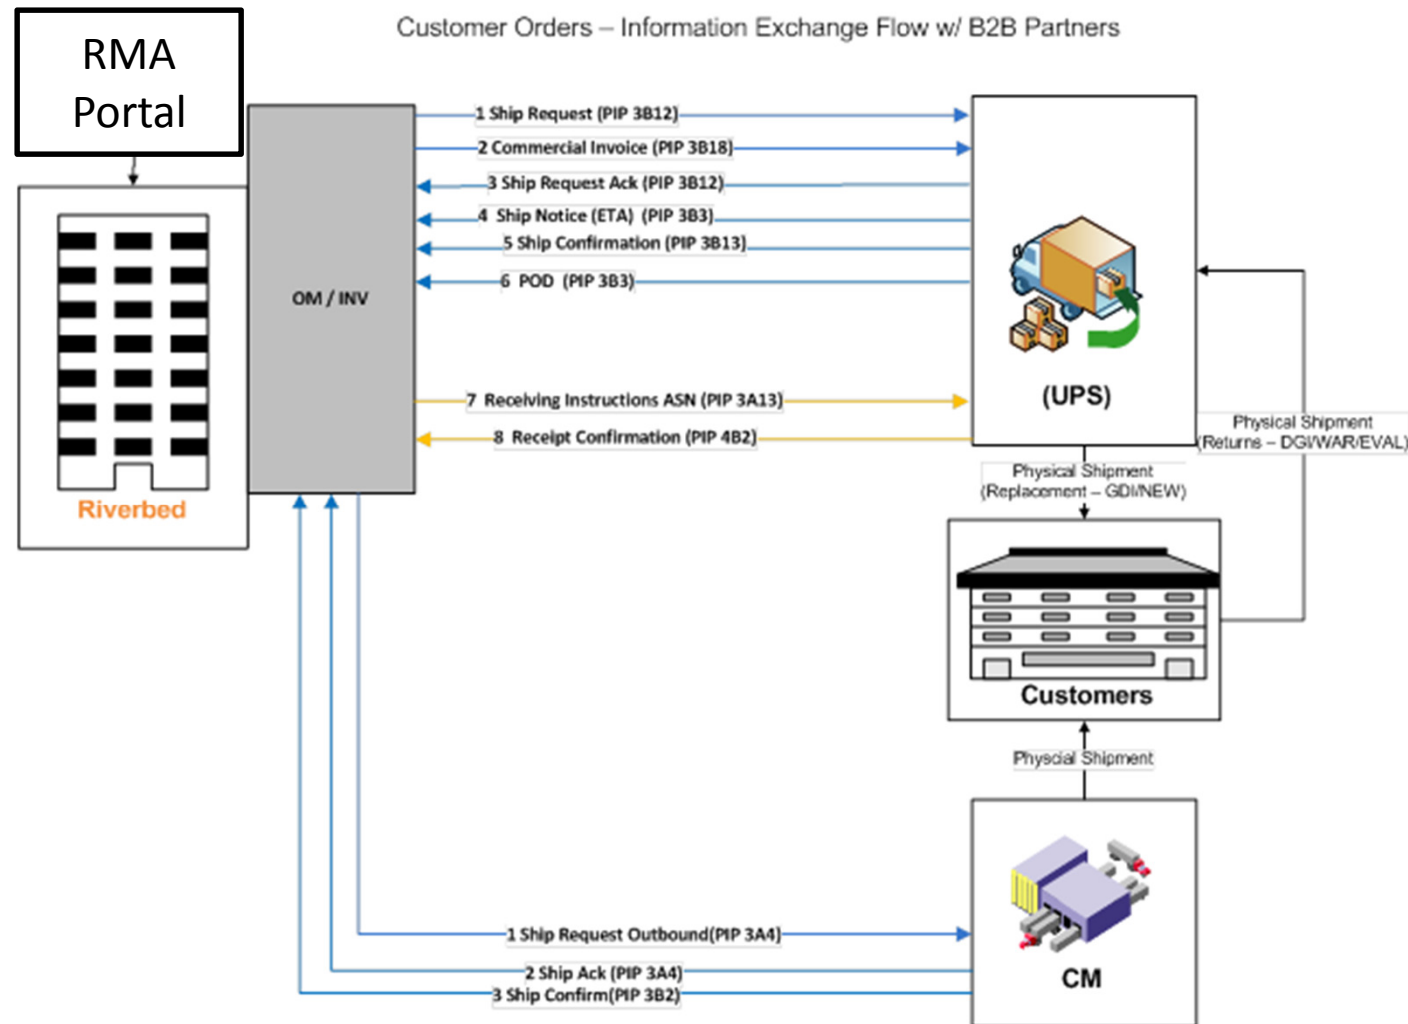 Customer Orders – Information Exchange Flow w/ B2B Partners
RMA
Portal
1 Ship Request (PIP 3B12)
2 Commercial Invoice (PIP 3B18)
3 Ship Request Ack (PIP 3B12)
4 Ship Notice (ETA) (PIP 3B3)
5 Ship Confirmation (PIP 3B13)
6 POD (PIP 3B3)
OM / INV
7 Receiving Instructions ASN (PIP 3A13)
8 Receipt Confirmation (PIP 4B2)
(UPS)
Physical Shipment
(Returns – DGI/WAR/EVAL)
Physical Shipment
(Replacement – GDI/NEW)
Riverbed
Customers
Physcial Shipment
1 Ship Request Outbound(PIP 3A4)
2 Ship Ack (PIP 3A4)
3 Ship Confirm(PIP 3B2)
CM